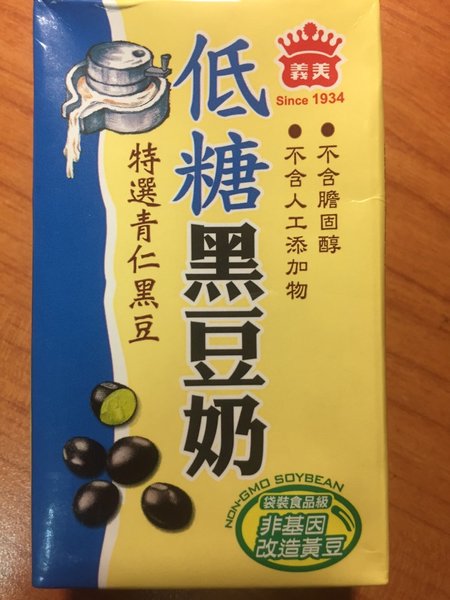 義美
Since 1934
●不含膽固醇
●不含人工添加物
低糖黑豆奶
特選青仁黑豆
NON-GMO SOYBEAN
袋裝食品級
非基因
改造黃豆